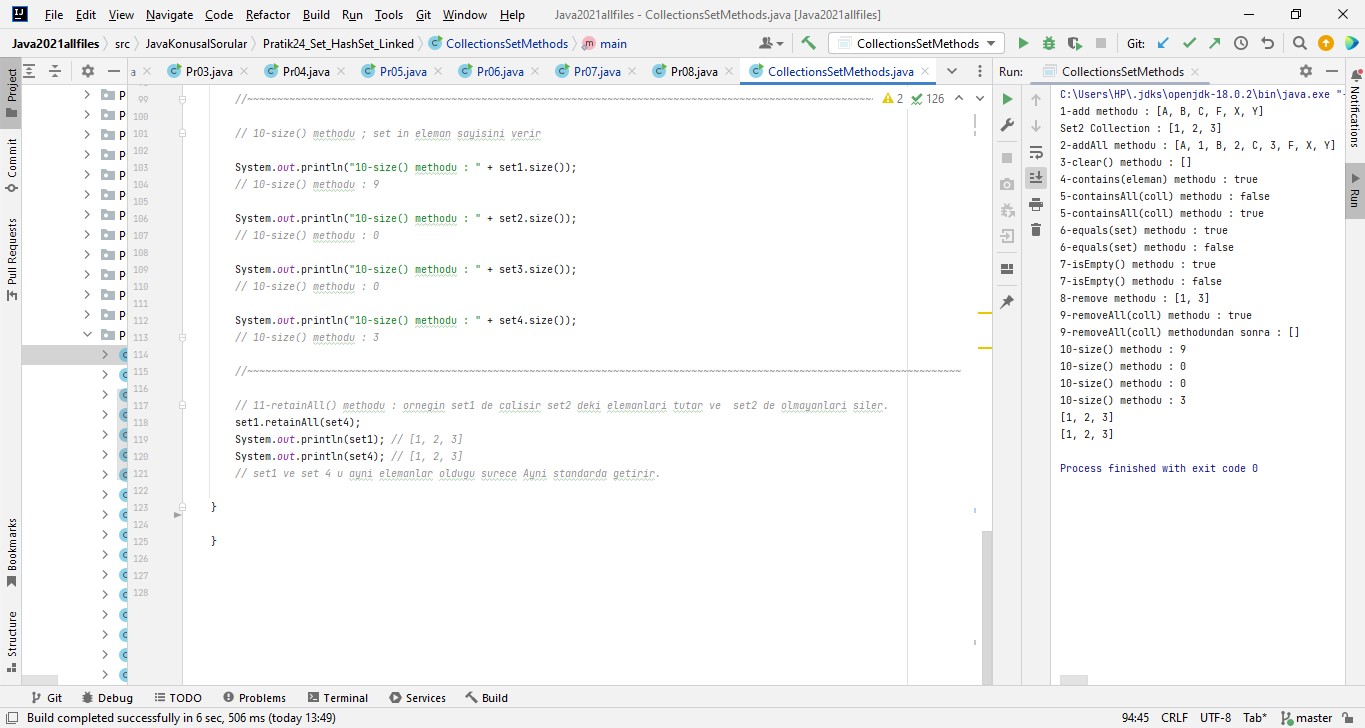 File Edit View Navigate Code Refactor Build Run Tools Git Window Help Java2021allfiles - CollectionsSetMethods.java [Java2021allfiles]
Java2021allfiles src JavaKonusalSorular Pratik24_Set_HashSet_Linked CollectionsSetMethods main CollectionsSetMethods Git:
a Pr03.java Pr04.java Pr05.java Pr06.java Pr07.java Pr08.java CollectionsSetMethods.java
Project
Commit
Pull Requests
Bookmarks
Structure
P
P
P
P
P
P
P
P
P
P
P
P
P
2 126
99 //~~~~~~~~~~~~~~~~~~~~~~~~~~~~~~~~~~~~~~~~~~~~~~~~~~~~~~~~~~~~~~~~~~~~~~~~~~~~~~~~~~~~~~~~~~~~~~~~~~~~~~~~
100
101 // 10-size() methodu ; set in eleman sayisini verir
102
103 System.out.println("10-size() methodu : " + set1.size());
104 // 10-size() methodu : 9
105
106 System.out.println("10-size() methodu : " + set2.size());
107 // 10-size() methodu : 0
108
109 System.out.println("10-size() methodu : " + set3.size());
110 // 10-size() methodu : 0
111
112 System.out.println("10-size() methodu : " + set4.size());
113 // 10-size() methodu : 3
114
115 //~~~~~~~~~~~~~~~~~~~~~~~~~~~~~~~~~~~~~~~~~~~~~~~~~~~~~~~~~~~~~~~~~~~~~~~~~~~~~~~~~~~~~~~~~~~~~~~~~~~~~~~~~~~~~~~~~~~~~~
116
117 // 11-retainAll() methodu : ornegin set1 de calisir set2 deki elemanlari tutar ve  set2 de olmayanlari siler.
118 set1.retainAll(set4);
119 System.out.println(set1); // [1, 2, 3]
120 System.out.println(set4); // [1, 2, 3]
121 // set1 ve set 4 u ayni elemanlar oldugu surece Ayni standarda getirir.
122
123 }
124
125 }
126
127
128
Run: CollectionsSetMethods
C:\Users\HP\.jdks\openjdk-18.0.2\bin\java.exe "
1-add methodu : [A, B, C, F, X, Y]
Set2 Collection : [1, 2, 3]
2-addAll methodu : [A, 1, B, 2, C, 3, F, X, Y]
3-clear() methodu : []
4-contains(eleman) methodu : true
5-containsAll(coll) methodu : false
5-containsAll(coll) methodu : true
6-equals(set) methodu : true
6-equals(set) methodu : false
7-isEmpty() methodu : true
7-isEmpty() methodu : false
8-remove methodu : [1, 3]
9-removeAll(coll) methodu : true
9-removeAll(coll) methodundan sonra : []
10-size() methodu : 9
10-size() methodu : 0
10-size() methodu : 0
10-size() methodu : 3
[1, 2, 3]
[1, 2, 3]
Process finished with exit code 0
Notifications
Run
Git Debug TODO Problems Terminal Services Build
Build completed successfully in 6 sec, 506 ms (today 13:49) 94:45 CRLF UTF-8 Tab* master